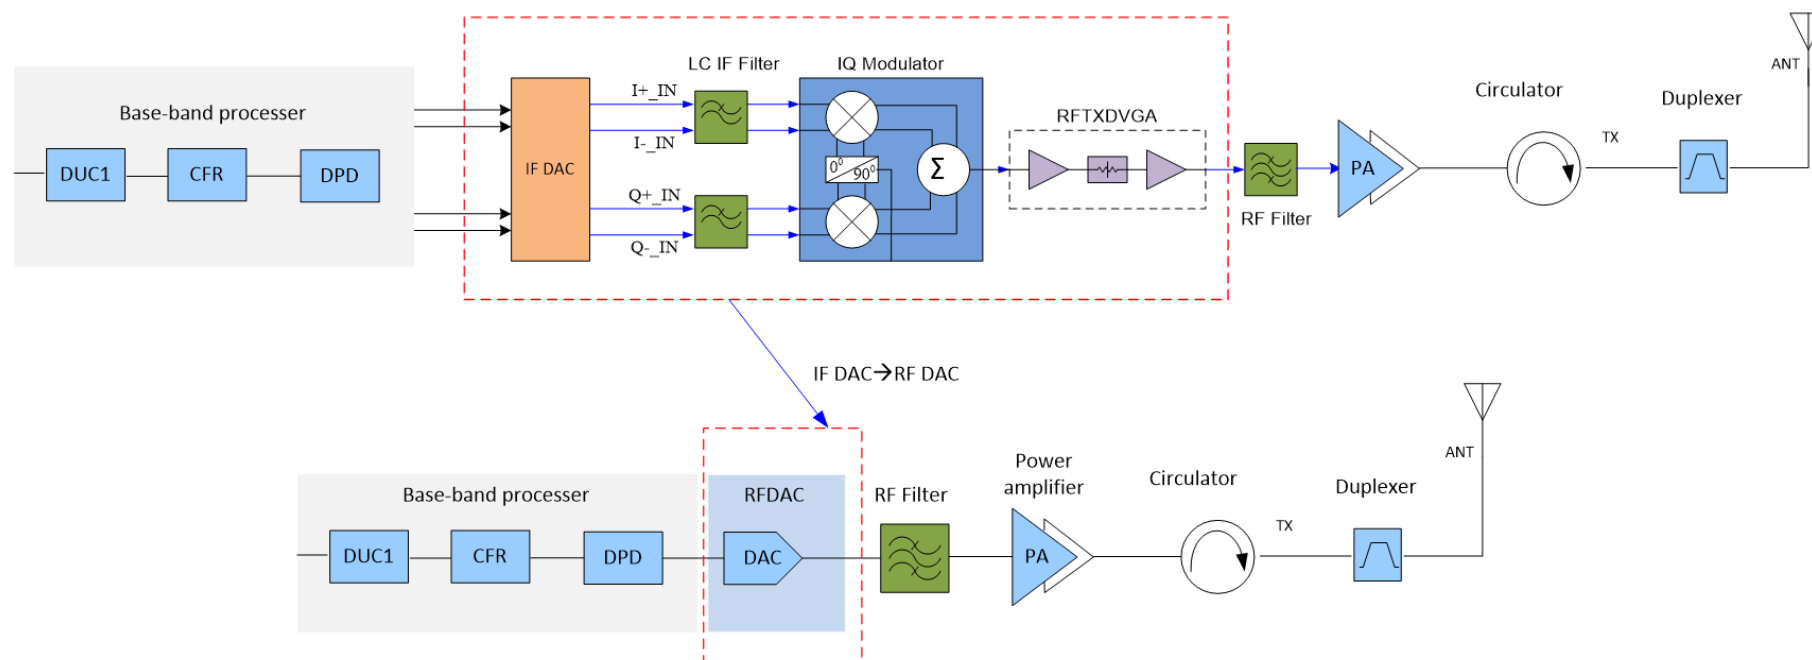 LC IF Filter
IQ Modulator
ANT
Base-band processer
I+_IN
I-_IN
RFTXDVGA
Circulator
Duplexer
TX
DUC1
CFR
DPD
IF DAC
0⁰
90⁰
Σ
PA
Q+_IN
Q-_IN
RF Filter
IF DAC→RF DAC
Base-band processer
RFDAC
RF Filter
Power
amplifier
Circulator
Duplexer
ANT
TX
DUC1
CFR
DPD
DAC
PA